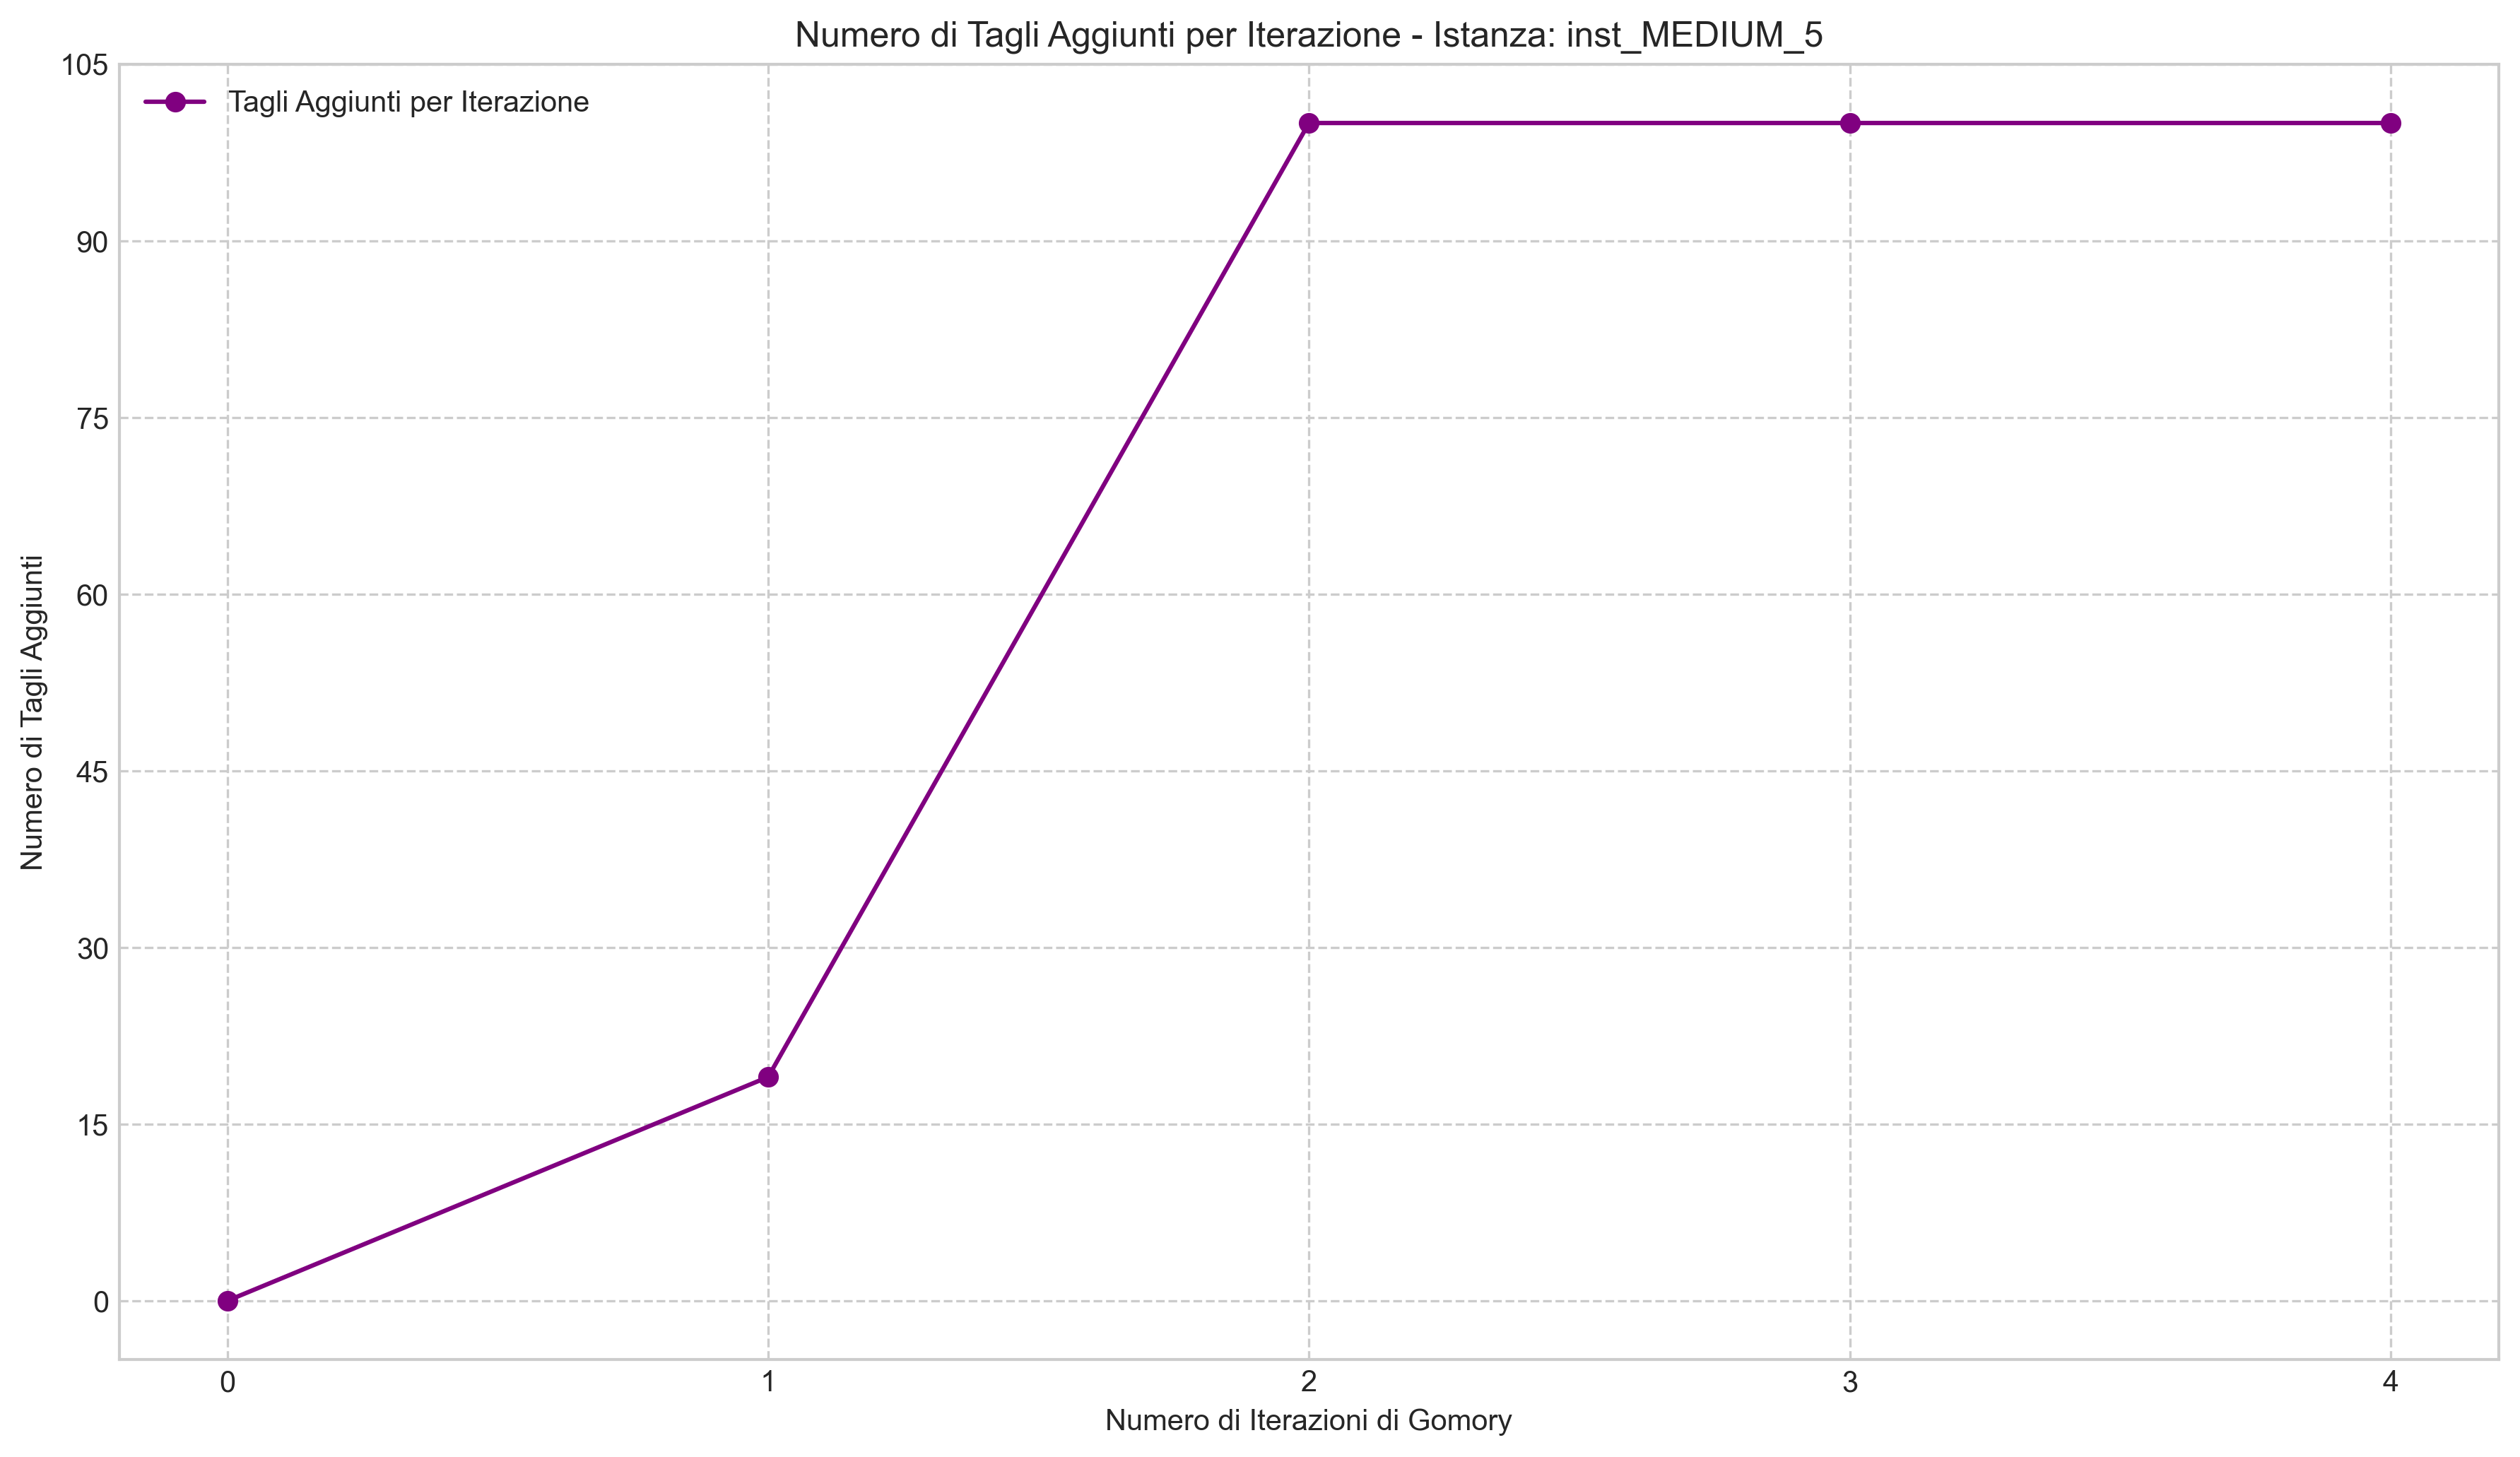 Numero di Tagli Aggiunti per Iterazione - Istanza: inst_MEDIUM_5
Tagli Aggiunti per Iterazione
105
90
75
60
45
30
15
0
Numero di Tagli Aggiunti
0 1 2 3 4
Numero di Iterazioni di Gomory